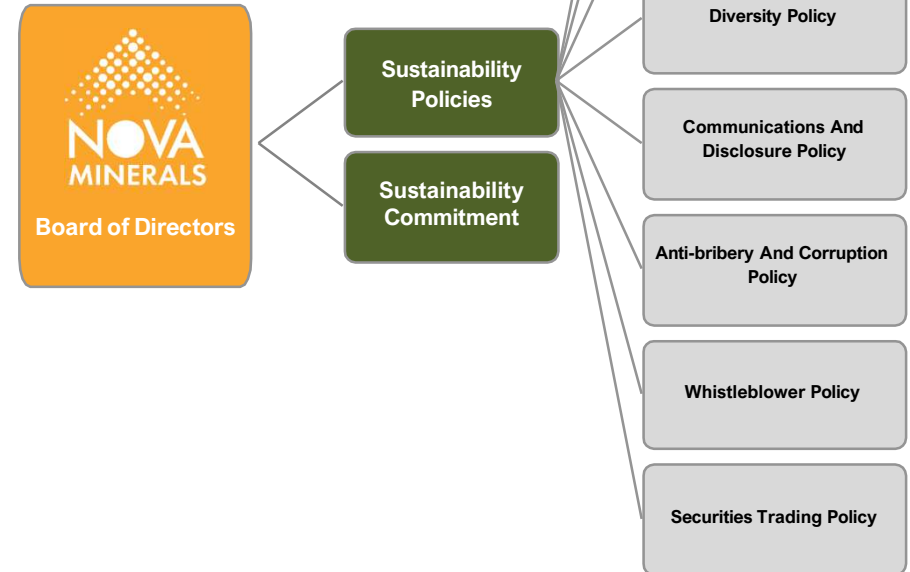 NOVA
MINERALS
Board of Directors
Sustainability
Policies
Sustainability
Commitment
Diversity Policy
Communications And
Disclosure Policy
Anti-bribery And Corruption
Policy
Whistleblower Policy
Securities Trading Policy